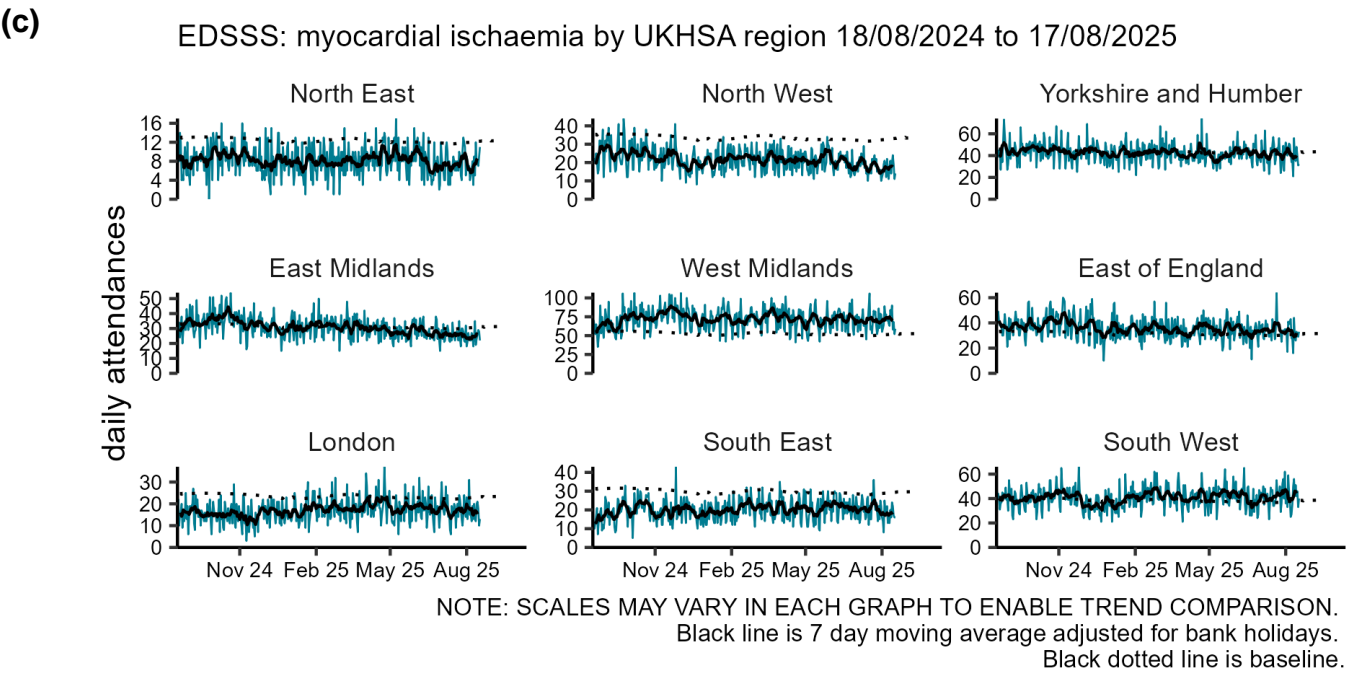 (c)
EDSSS: myocardial ischaemia by UKHSA region 18/08/2024 to 17/08/2025
daily attendances
North East
16
12
8
4
0
North West
40
30
20
10
0
Yorkshire and Humber
60
40
20
0
East Midlands
50
40
30
20
10
0
West Midlands
100
75
50
25
0
East of England
60
40
20
0
London
30
20
10
0
South East
40
30
20
10
0
South West
60
40
20
0
Nov 24 Feb 25 May 25 Aug 25
Nov 24 Feb 25 May 25 Aug 25
Nov 24 Feb 25 May 25 Aug 25
NOTE: SCALES MAY VARY IN EACH GRAPH TO ENABLE TREND COMPARISON.
Black line is 7 day moving average adjusted for bank holidays.
Black dotted line is baseline.